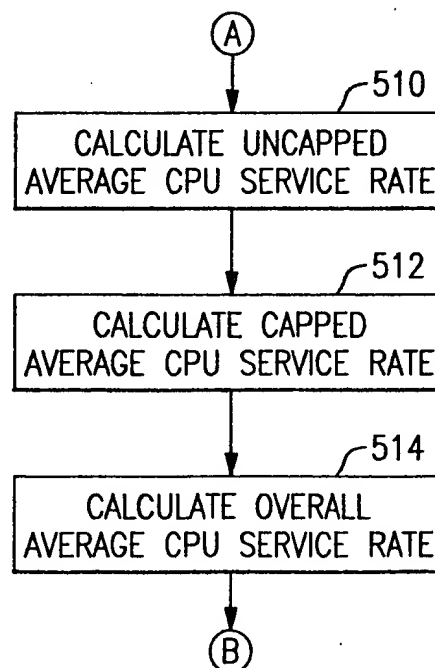 A
510
CALCULATE UNCAPPED
AVERAGE CPU SERVICE RATE
512
CALCULATE CAPPED
AVERAGE CPU SERVICE RATE
514
CALCULATE OVERALL
AVERAGE CPU SERVICE RATE
B